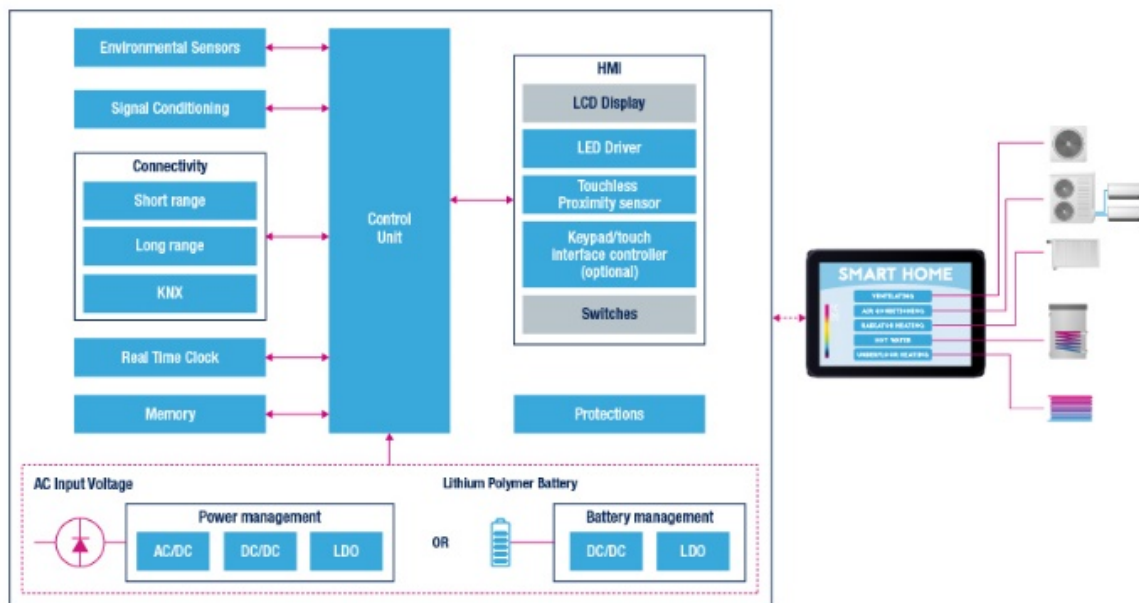 Environmental Sensors
Signal Conditioning
Connectivity
Short range
Long range
KNX
Real Time Clock
Memory
Control
Unit
HMI
LCD Display
LED Driver
Touchless
Proximity sensor
Keypad/touch
interface controller
(optional)
Switches
Protections
AC Input Voltage
Power management
AC/DC
DC/DC
LDO
OR
Lithium Polymer Battery
Battery management
DC/DC
LDO
SMART HOME
VENTILATING
AIR CONDITIONING
RADIATOR HEATING
HOT WATER
UNDERFLOOR HEATING